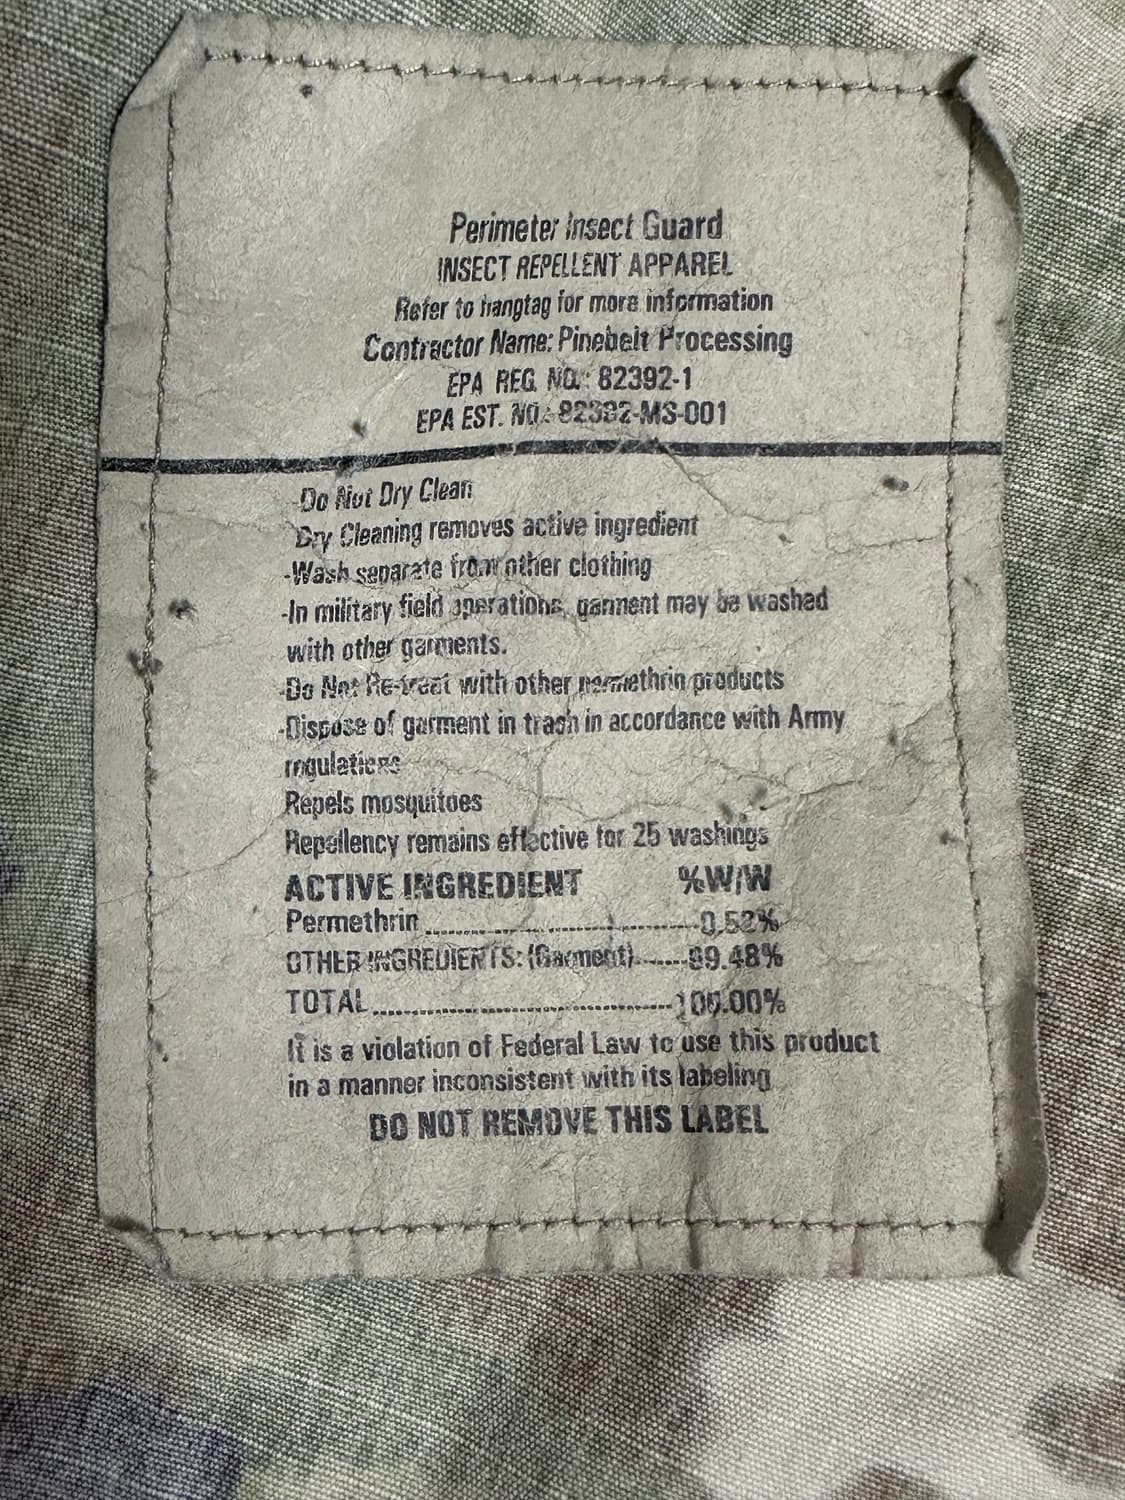 Perimeter Insect Guard
INSECT REPELLENT APPAREL
Refer to hangtag for more information
Contractor Name: Pinebelt Processing
EPA REG. NO.: 82392-1
EPA EST. NO.: 82392-MS-001
-Do Not Dry Clean
Dry Cleaning removes active ingredient
-Wash separate from other clothing
-In military field operations, garment may be washed
with other garments.
-Do Not Re-treat with other permethrin products
-Dispose of garment in trash in accordance with Army
regulations
Repels mosquitoes
Repellency remains effective for 25 washings
ACTIVE INGREDIENT %W/W
Permethrin........................................0.52%
OTHER INGREDIENTS: (Garment).......99.48%
TOTAL.............................................100.00%
It is a violation of Federal Law to use this product
in a manner inconsistent with its labeling
DO NOT REMOVE THIS LABEL